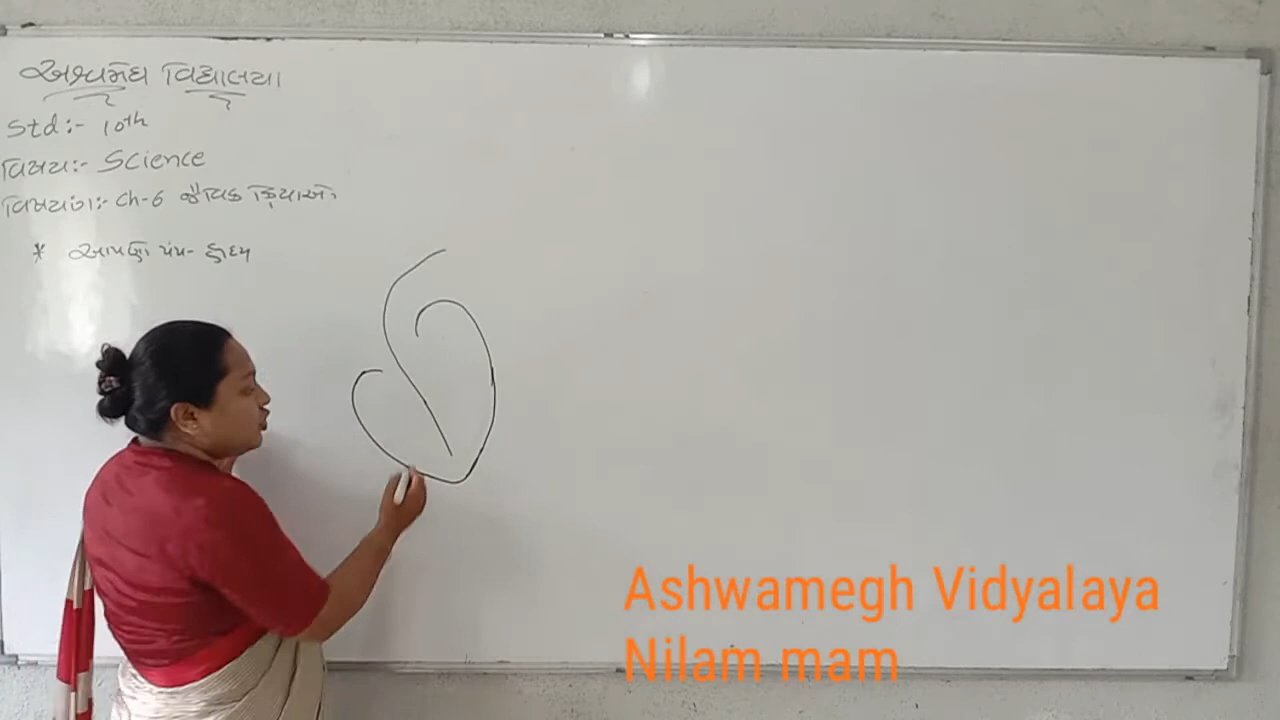 અશ્વમેઘ વિદ્યાલયા
Std:- 10th
વિષય:- Science
વિષયાંગ:- Ch-6 જૈવિક ક્રિયાઓ
* આપણો પંપ- હૃદય
Ashwamegh Vidyalaya
Nilam mam